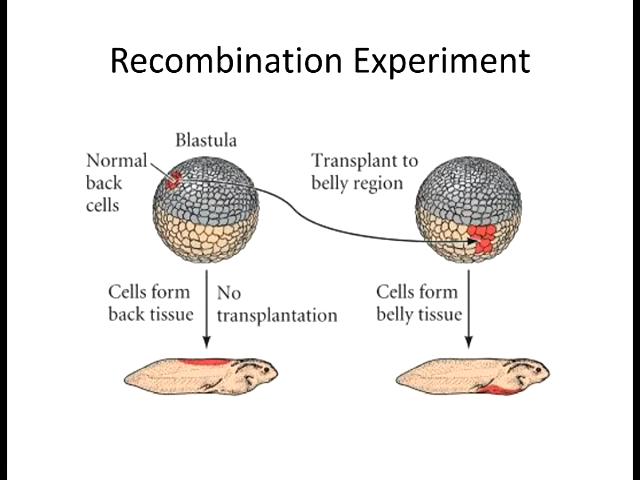 Recombination Experiment
Blastula
Normal
back
cells
Transplant to
belly region
Cells form
back tissue
No
transplantation
Cells form
belly tissue